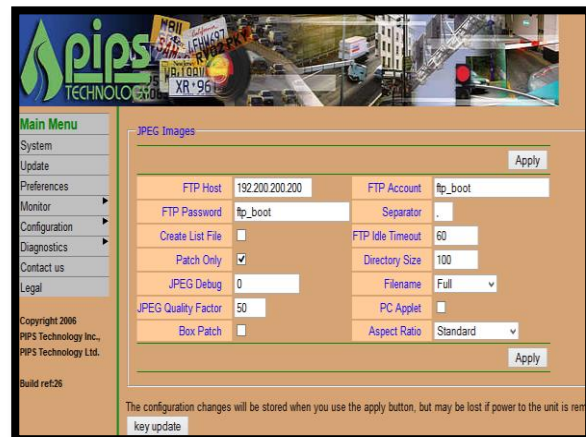 pips
TECHNOLOGY
XR·96
Main Menu
System
Update
Preferences
Monitor
Configuration
Diagnostics
Contact us
Legal
Copyright 2006
PIPS Technology Inc.,
PIPS Technology Ltd.
Build ref:26
JPEG Images
Apply
FTP Host 192.200.200.200 FTP Account ftp_boot
FTP Password ftp_boot Separator .
Create List File FTP Idle Timeout 60
Patch Only Directory Size 100
JPEG Debug 0 Filename Full
JPEG Quality Factor 50 PC Applet
Box Patch Aspect Ratio Standard
Apply
The configuration changes will be stored when you use the apply button, but may be lost if power to the unit is rem
key update